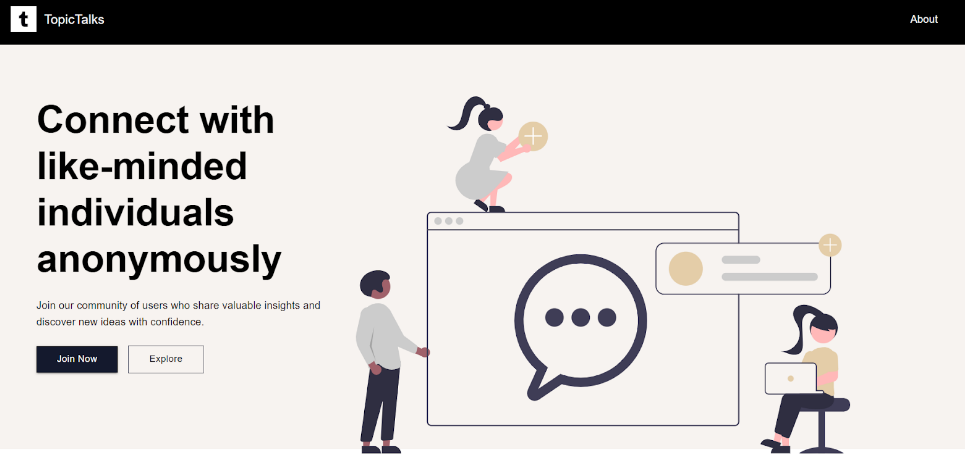 t TopicTalks
About
Connect with
like-minded
individuals
anonymously
Join our community of users who share valuable insights and
discover new ideas with confidence.
Join Now
Explore